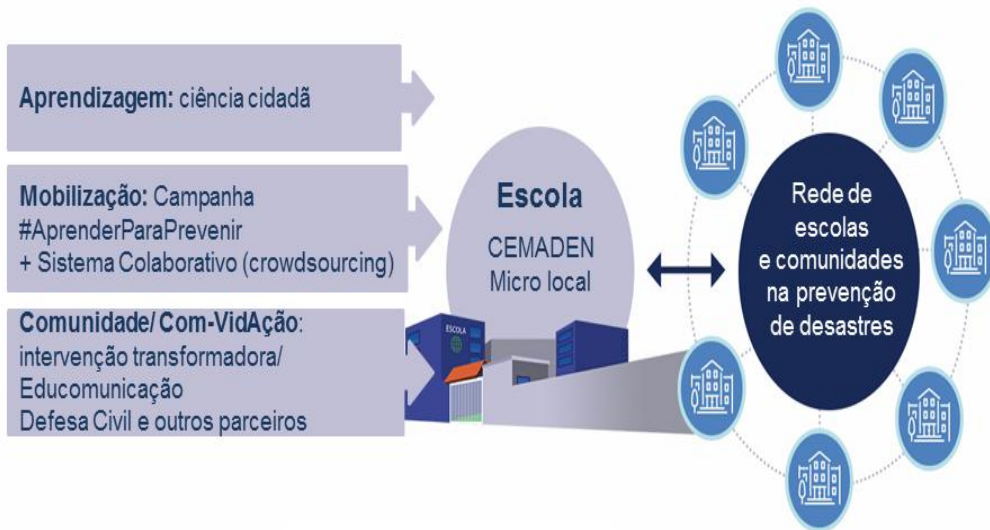 Aprendizagem: ciência cidadã
Mobilização: Campanha
#AprenderParaPrevenir
+ Sistema Colaborativo (crowdsourcing)
Comunidade/ Com-VidAção:
intervenção transformadora/
Educomunicação
Defesa Civil e outros parceiros
Escola
CEMADEN
Micro local
ESCOLA
Rede de
escolas
e comunidades
na prevenção
de desastres